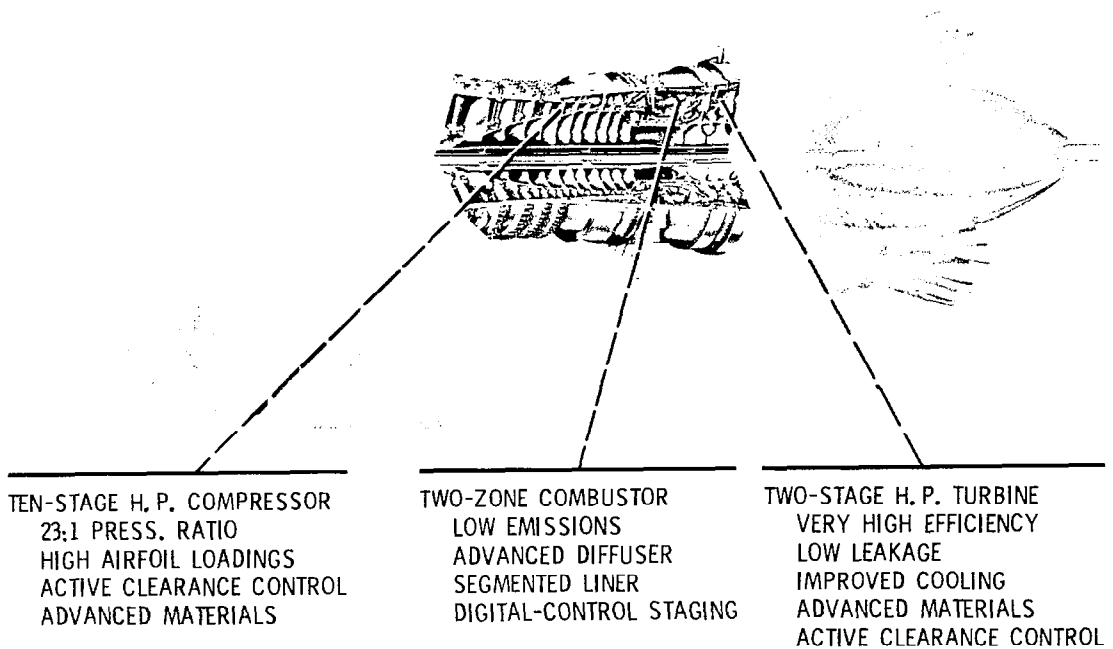 TEN-STAGE H. P. COMPRESSOR
23:1 PRESS. RATIO
HIGH AIRFOIL LOADINGS
ACTIVE CLEARANCE CONTROL
ADVANCED MATERIALS
TWO-ZONE COMBUSTOR
LOW EMISSIONS
ADVANCED DIFFUSER
SEGMENTED LINER
DIGITAL-CONTROL STAGING
TWO-STAGE H. P. TURBINE
VERY HIGH EFFICIENCY
LOW LEAKAGE
IMPROVED COOLING
ADVANCED MATERIALS
ACTIVE CLEARANCE CONTROL